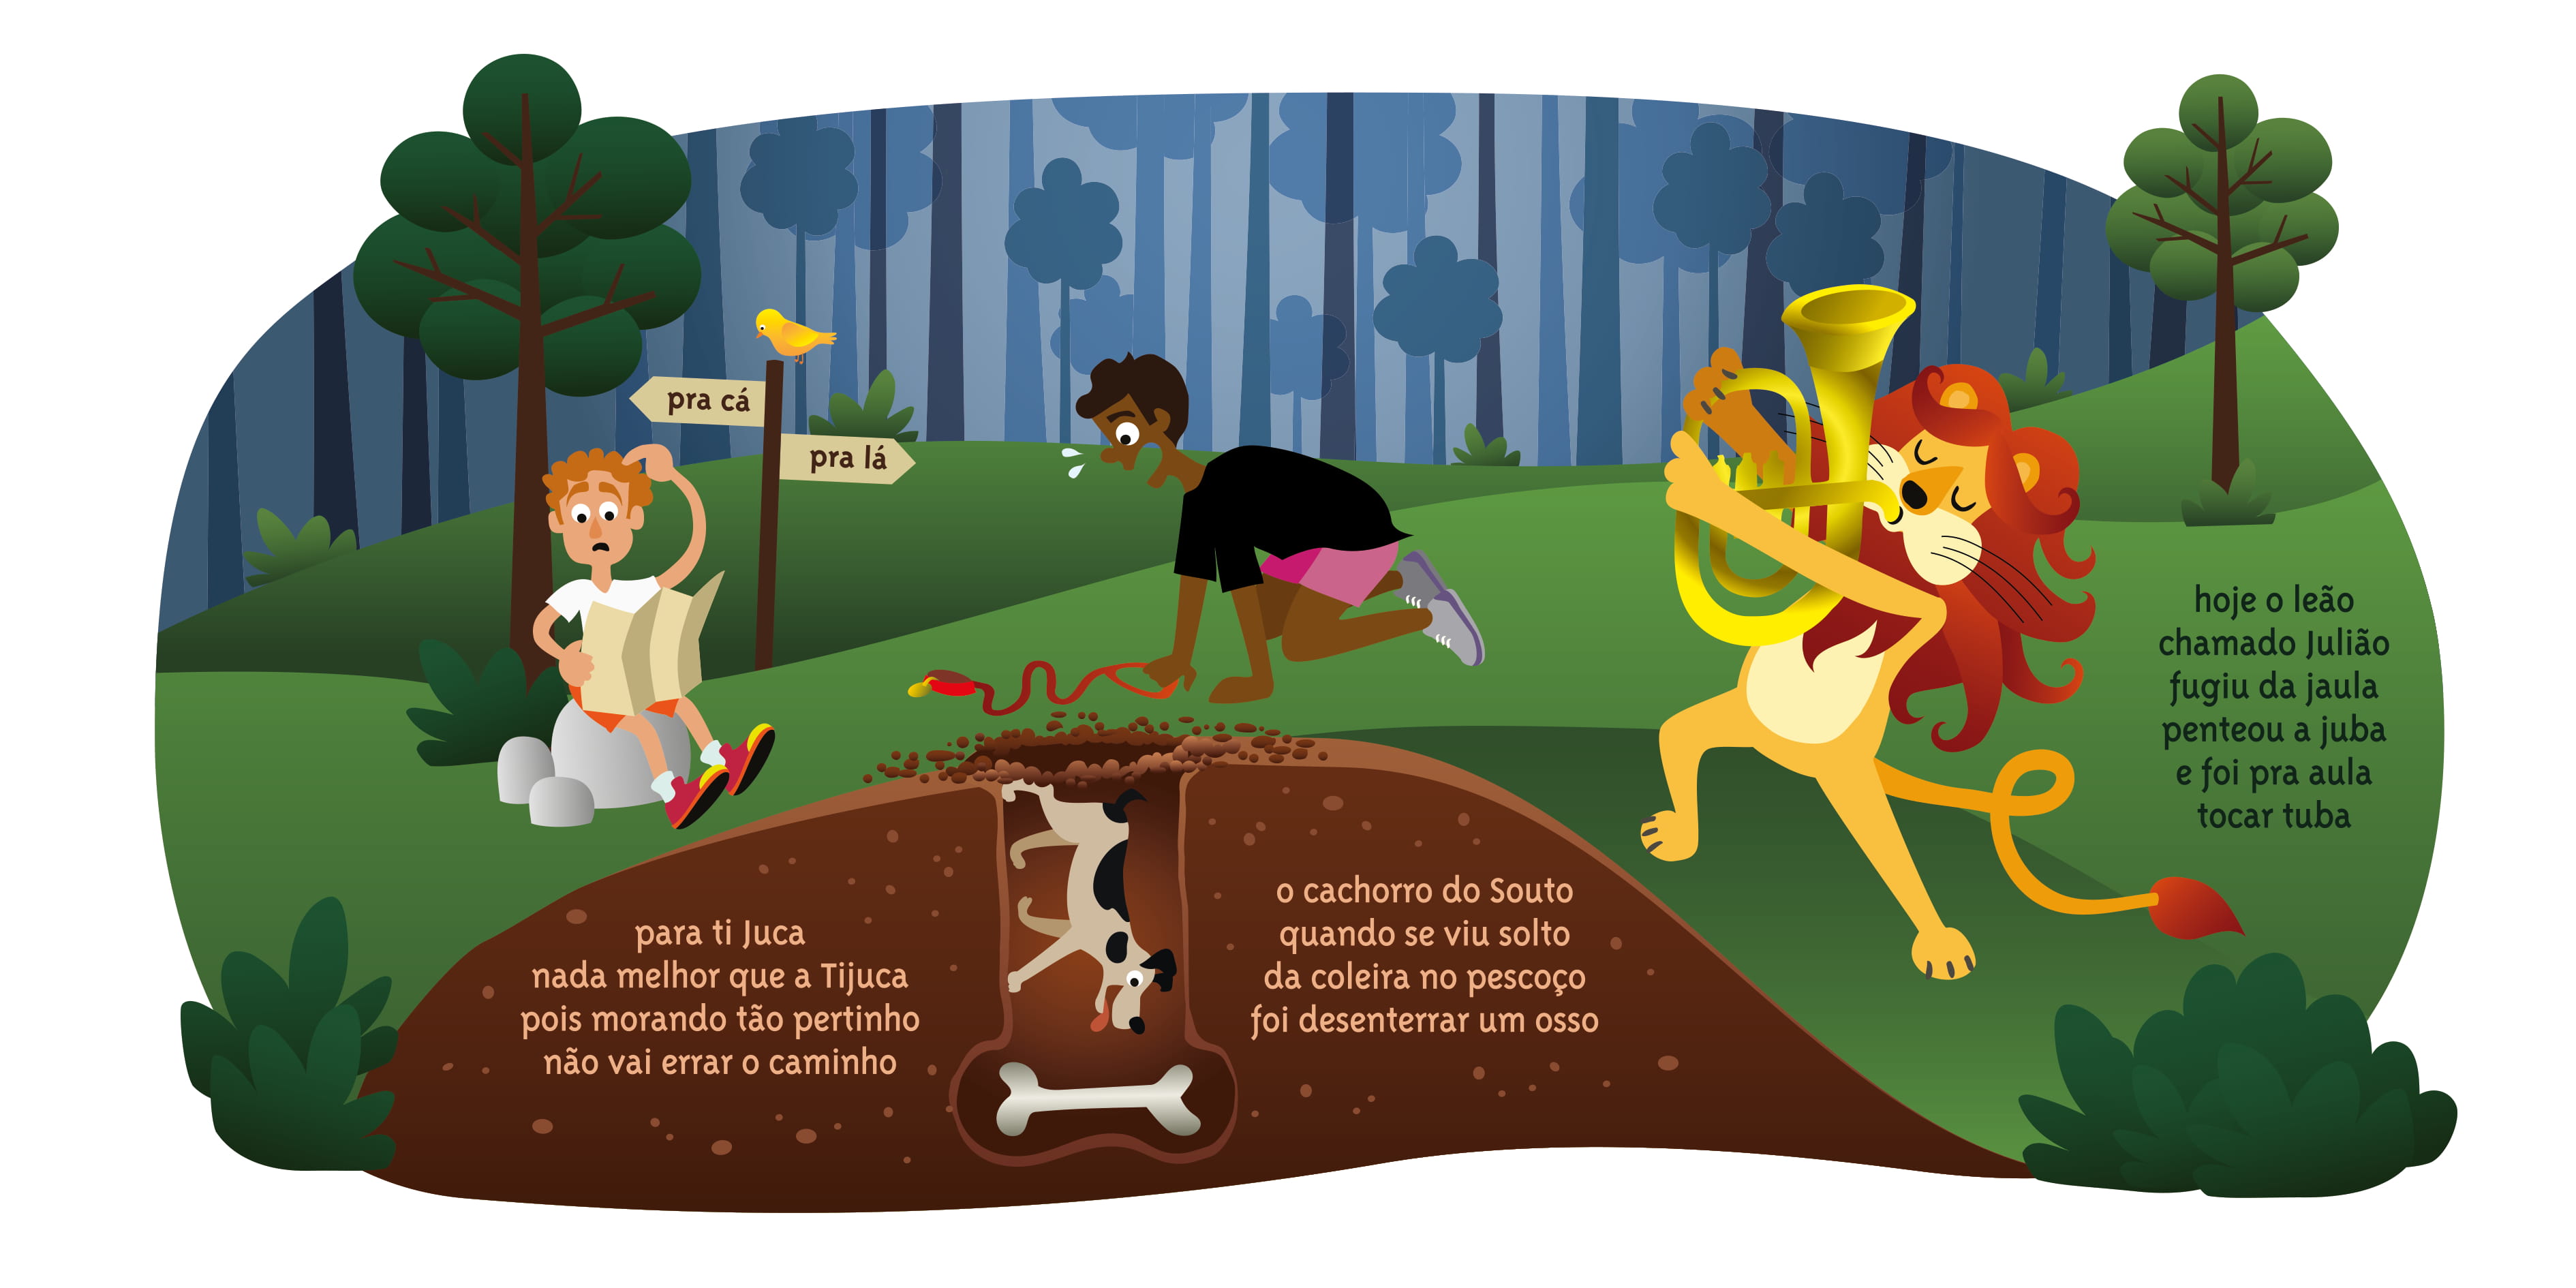 pra cá
pra lá
para ti Juca
nada melhor que a Tijuca
pois morando tão pertinho
não vai errar o caminho
o cachorro do Souto
quando se viu solto
da coleira no pescoço
foi desenterrar um osso
hoje o leão
chamado Julião
fugiu da jaula
penteou a juba
e foi pra aula
tocar tuba